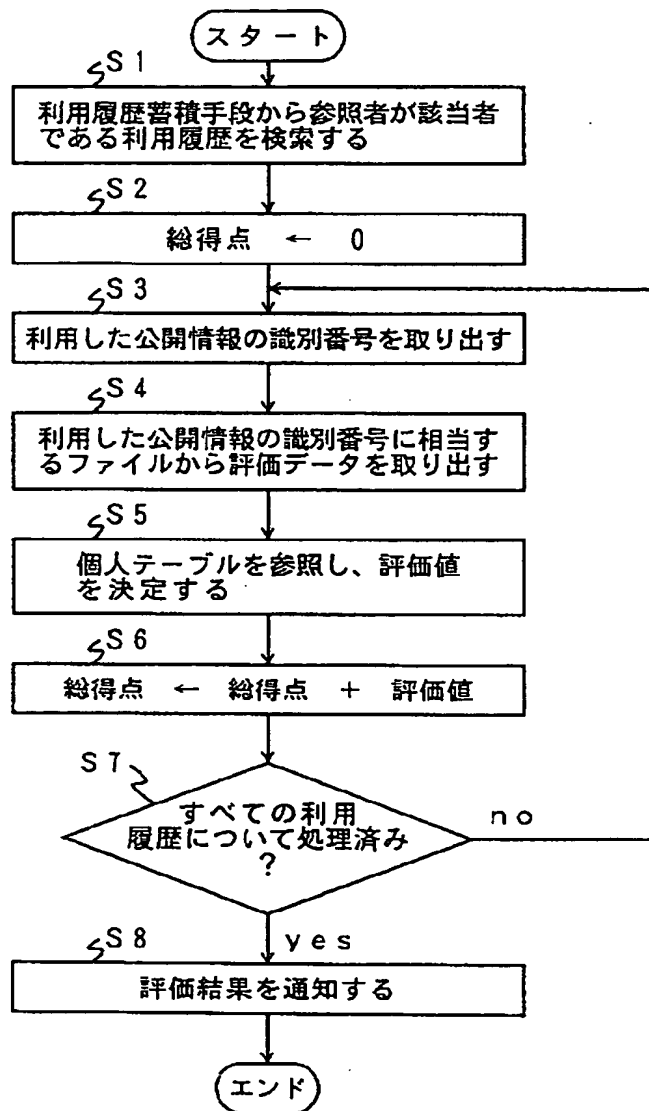 スタート
S1
利用履歴蓄積手段から参照者が該当者
である利用履歴を検索する
S2
総得点 ← 0
S3
利用した公開情報の識別番号を取り出す
S4
利用した公開情報の識別番号に相当す
るファイルから評価データを取り出す
S5
個人テーブルを参照し、評価値
を決定する
S6
総得点 ← 総得点 + 評価値
S7
すべての利用
履歴について処理済み
?
no
yes
S8
評価結果を通知する
エンド